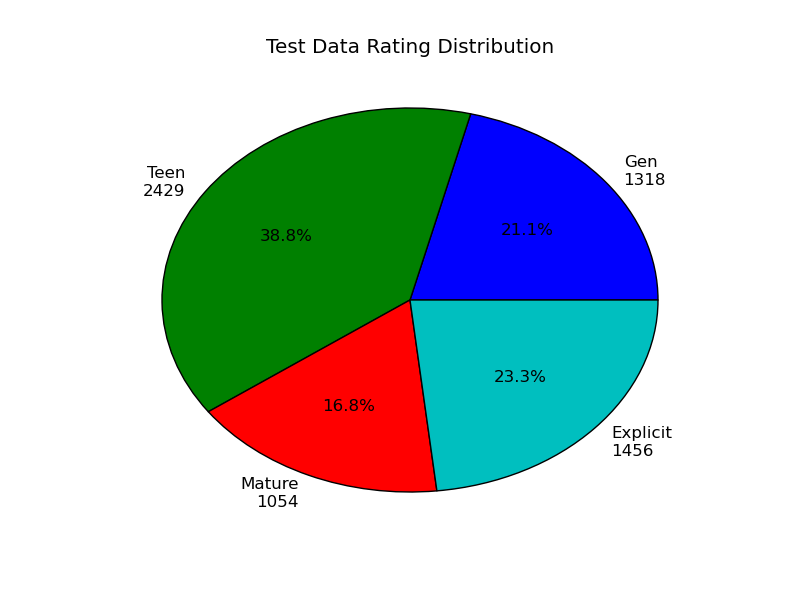 Test Data Rating Distribution
Gen
1318
21.1%
Teen
2429
38.8%
Mature
1054
16.8%
Explicit
1456
23.3%